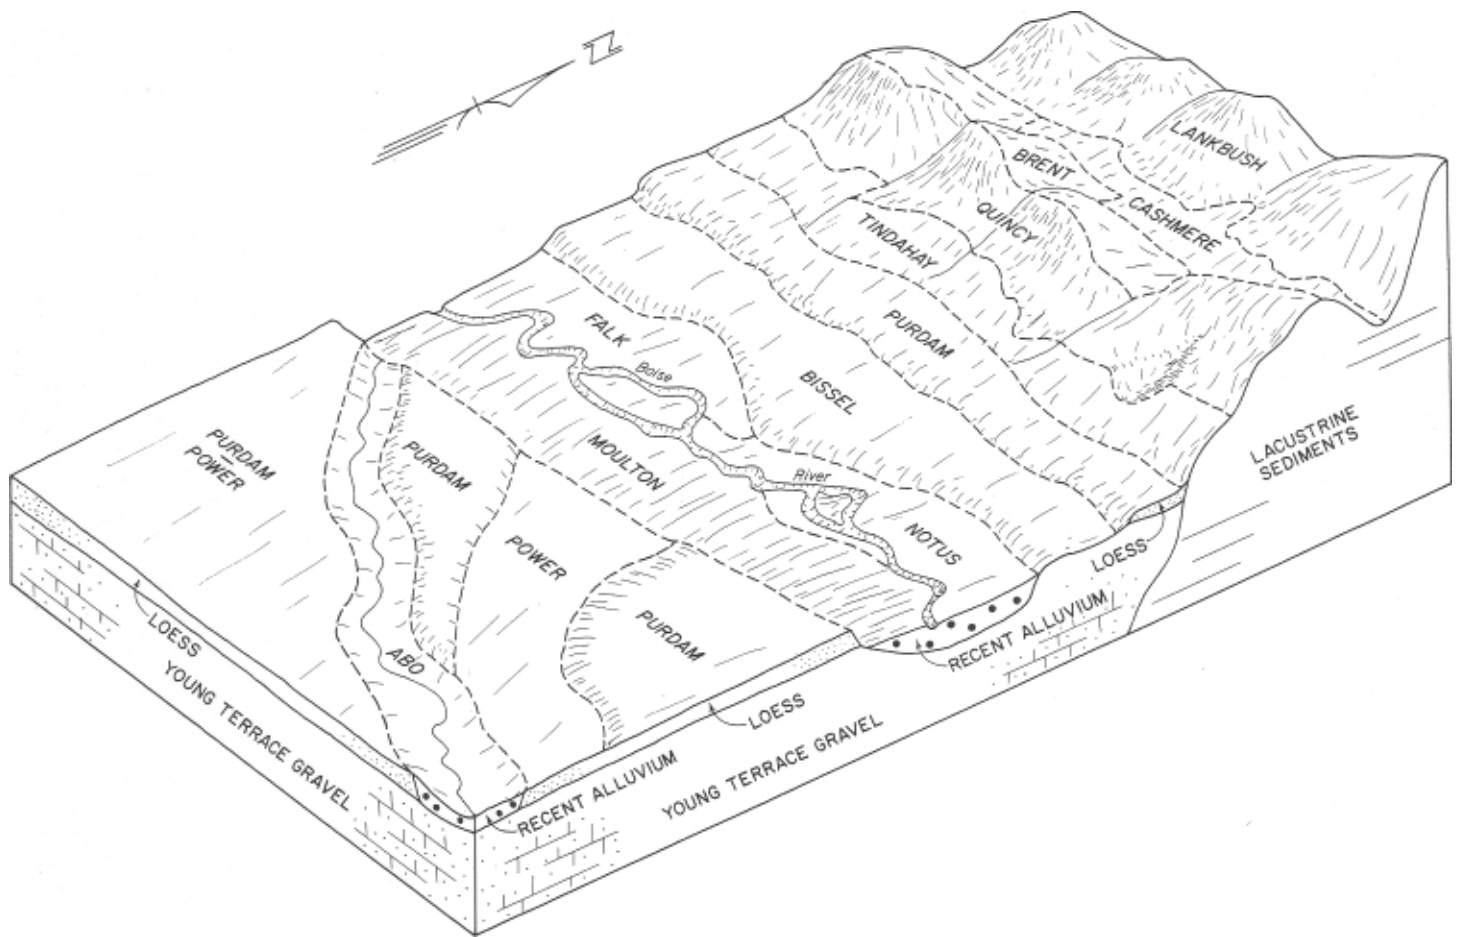 N
LANKBUSH
BRENT
CASHMERE
QUINCY
TINDAHAY
PURDAM
FALK
Boise
BISSEL
LACUSTRINE
SEDIMENTS
PURDAM
–
POWER
PURDAM
MOULTON
River
NOTUS
POWER
LOESS
PURDAM
RECENT ALLUVIUM
ABO
LOESS
LOESS
YOUNG TERRACE GRAVEL
RECENT ALLUVIUM
YOUNG TERRACE GRAVEL